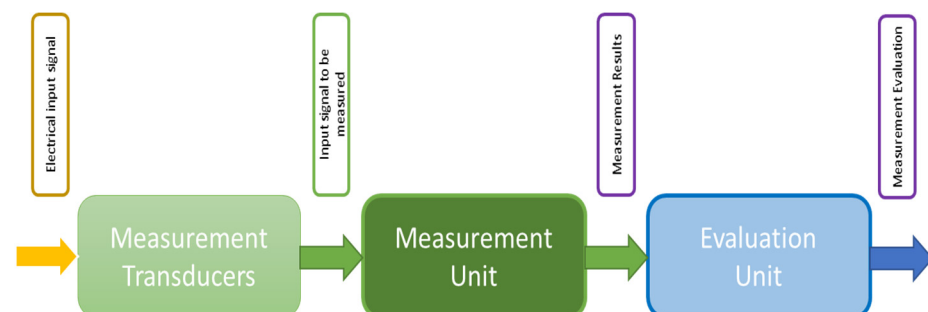 Electrical input signal
Input signal to be
measured
Measurement Results
Measurement Evaluation
Measurement
Transducers
Measurement
Unit
Evaluation
Unit